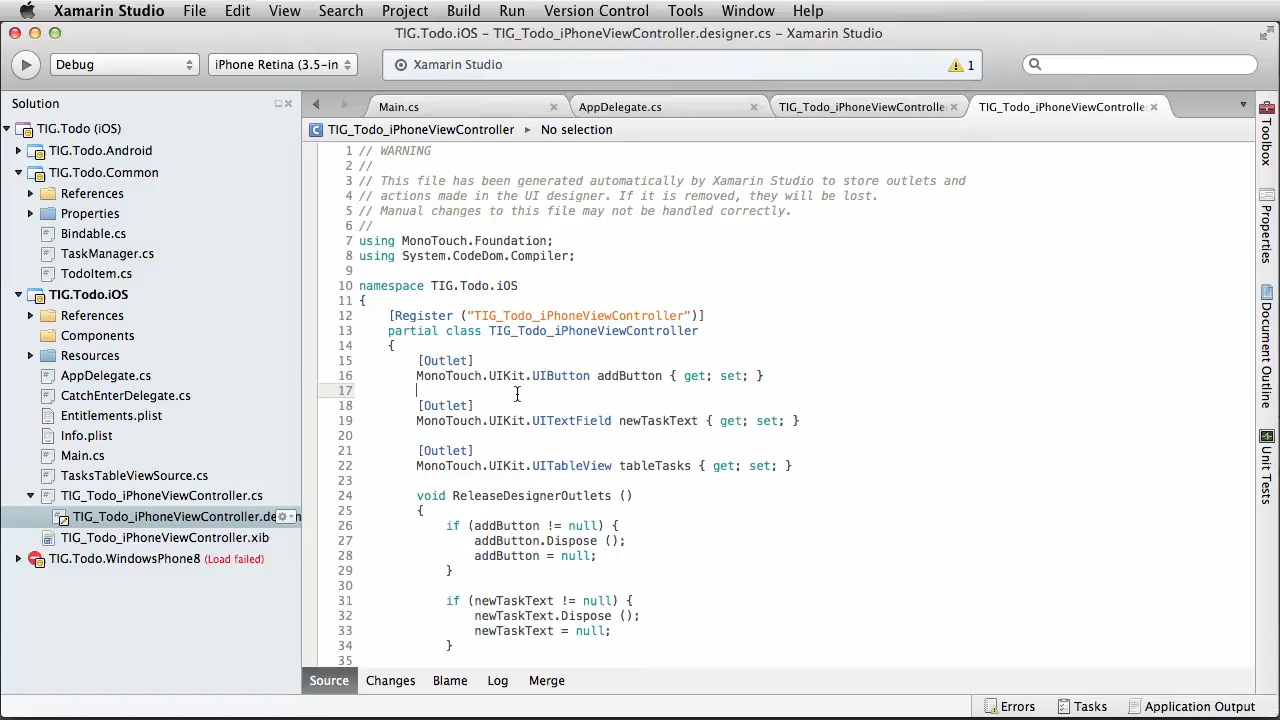 Xamarin Studio File Edit View Search Project Build Run Version Control Tools Window Help
TIG.Todo.iOS – TIG_Todo_iPhoneViewController.designer.cs – Xamarin Studio
Debug iPhone Retina (3.5-in Xamarin Studio 1
Solution
TIG.Todo (iOS)
TIG.Todo.Android
TIG.Todo.Common
References
Properties
Bindable.cs
TaskManager.cs
TodoItem.cs
TIG.Todo.iOS
References
Components
Resources
AppDelegate.cs
CatchEnterDelegate.cs
Entitlements.plist
Info.plist
Main.cs
TasksTableViewSource.cs
TIG_Todo_iPhoneViewController.cs
TIG_Todo_iPhoneViewController.de
TIG_Todo_iPhoneViewController.xib
TIG.Todo.WindowsPhone8 (Load failed)
Main.cs AppDelegate.cs TIG_Todo_iPhoneViewController TIG_Todo_iPhoneViewController
TIG_Todo_iPhoneViewController No selection
1 // WARNING
2 //
3 // This file has been generated automatically by Xamarin Studio to store outlets and
4 // actions made in the UI designer. If it is removed, they will be lost.
5 // Manual changes to this file may not be handled correctly.
6 //
7 using MonoTouch.Foundation;
8 using System.CodeDom.Compiler;
9
10 namespace TIG.Todo.iOS
11 {
12 [Register ("TIG_Todo_iPhoneViewController")]
13 partial class TIG_Todo_iPhoneViewController
14 {
15 [Outlet]
16 MonoTouch.UIKit.UIButton addButton { get; set; }
17
18 [Outlet]
19 MonoTouch.UIKit.UITextField newTaskText { get; set; }
20
21 [Outlet]
22 MonoTouch.UIKit.UITableView tableTasks { get; set; }
23
24 void ReleaseDesignerOutlets ()
25 {
26 if (addButton != null) {
27 addButton.Dispose ();
28 addButton = null;
29 }
30
31 if (newTaskText != null) {
32 newTaskText.Dispose ();
33 newTaskText = null;
34 }
35
Source Changes Blame Log Merge
Toolbox
Properties
Document Outline
Unit Tests
Errors Tasks Application Output